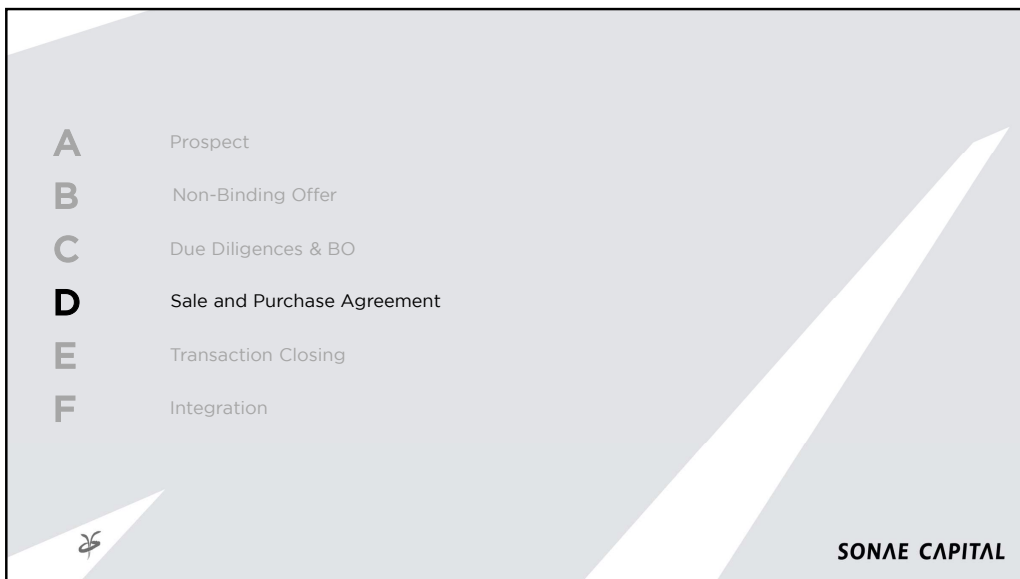 A Prospect
B Non-Binding Offer
C Due Diligences & BO
D Sale and Purchase Agreement
E Transaction Closing
F Integration
SONAE CAPITAL